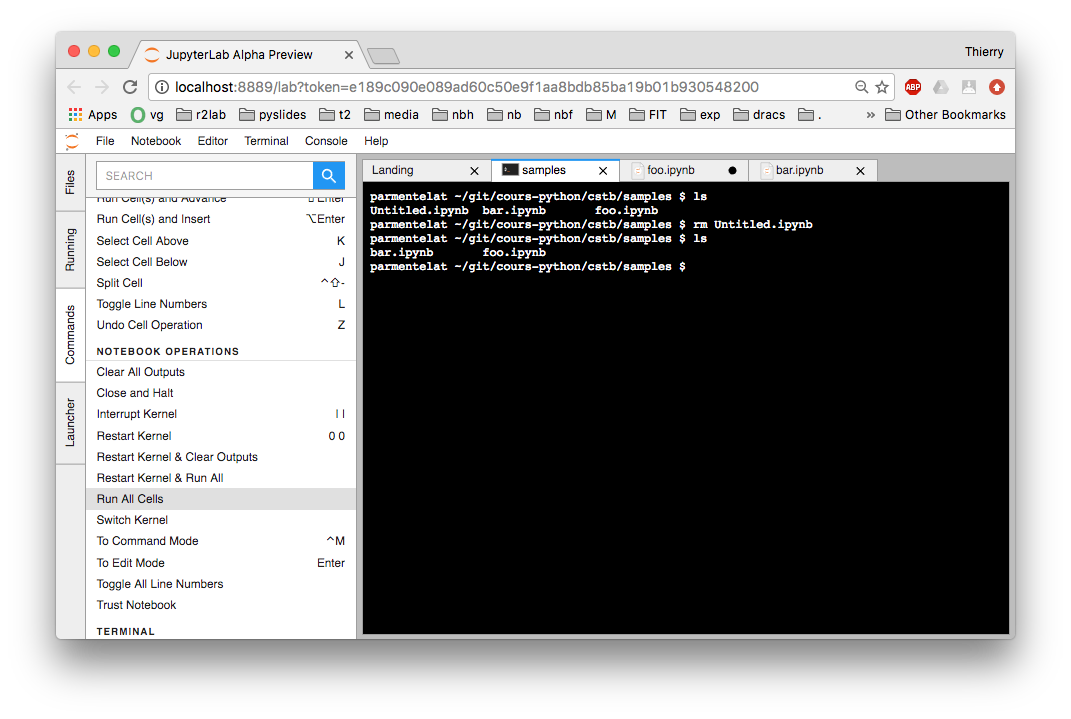 JupyterLab Alpha Preview
Thierry
localhost:8889/lab?token=e189c090e089ad60c50e9f1aa8bdb85ba19b01b930548200
ABP
Apps vg r2lab pyslides t2 media nbh nb nbf M FIT exp dracs . » Other Bookmarks
File Notebook Editor Terminal Console Help
Files
Running
Commands
Launcher
SEARCH
Run Cell(s) and Advance ⇧Enter
Run Cell(s) and Insert ⌥Enter
Select Cell Above K
Select Cell Below J
Split Cell ^⇧-
Toggle Line Numbers L
Undo Cell Operation Z
NOTEBOOK OPERATIONS
Clear All Outputs
Close and Halt
Interrupt Kernel I I
Restart Kernel 0 0
Restart Kernel & Clear Outputs
Restart Kernel & Run All
Run All Cells
Switch Kernel
To Command Mode ^M
To Edit Mode Enter
Toggle All Line Numbers
Trust Notebook
TERMINAL
Landing samples foo.ipynb bar.ipynb
parmentelat ~/git/cours-python/cstb/samples $ ls
Untitled.ipynb bar.ipynb foo.ipynb
parmentelat ~/git/cours-python/cstb/samples $ rm Untitled.ipynb
parmentelat ~/git/cours-python/cstb/samples $ ls
bar.ipynb foo.ipynb
parmentelat ~/git/cours-python/cstb/samples $